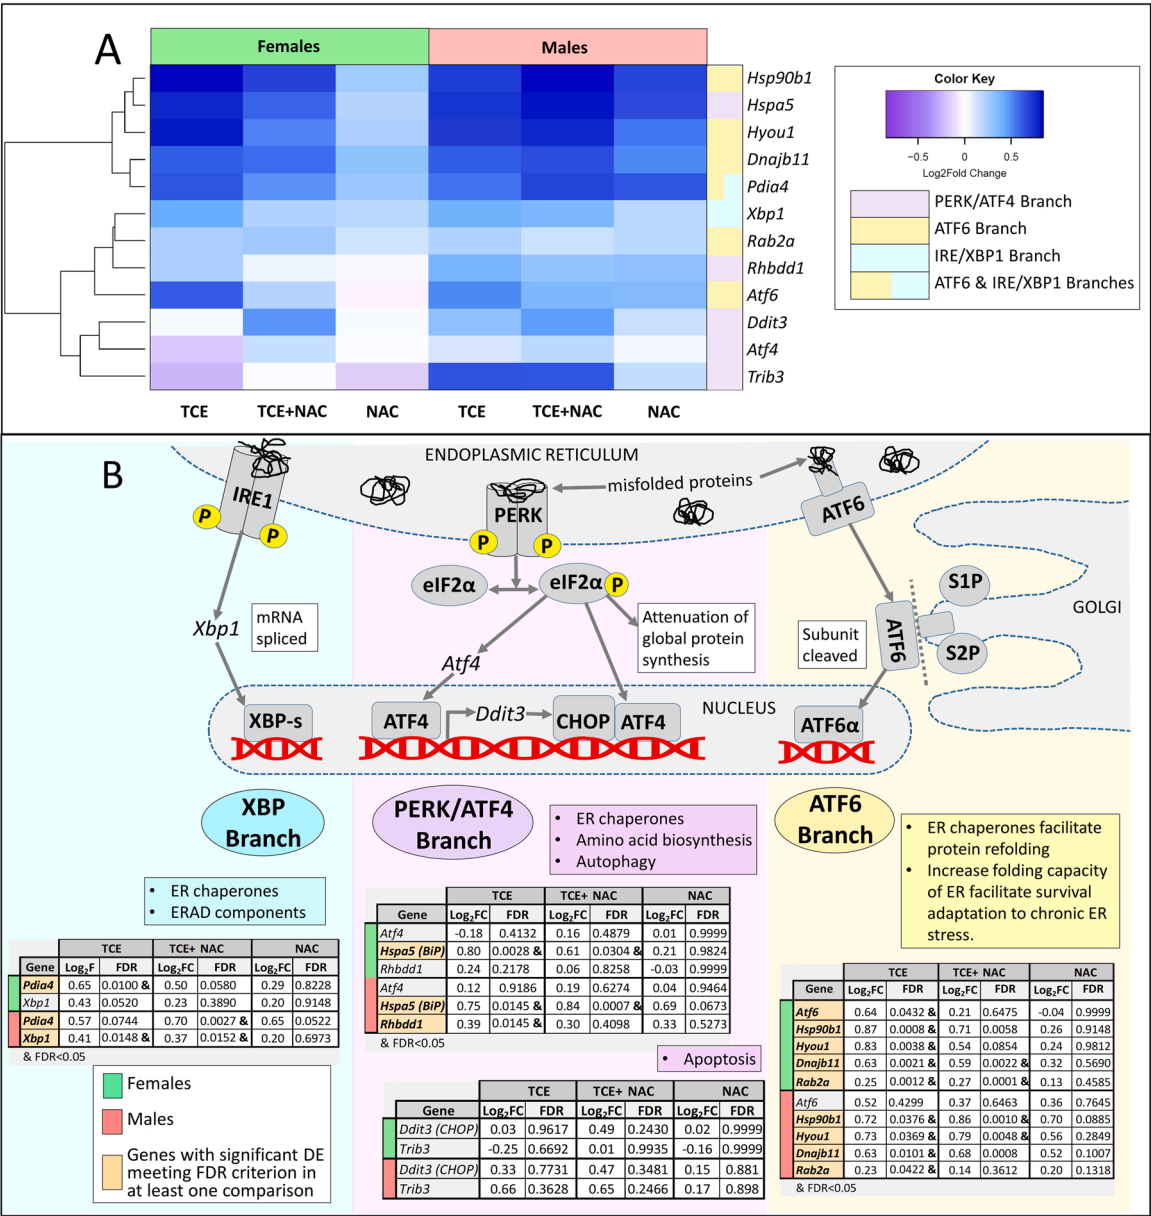 A
Females
Males
Hsp90b1
Hspa5
Hyou1
Dnajb11
Pdia4
Xbp1
Rab2a
Rhbdd1
Atf6
Ddit3
Atf4
Trib3
TCE TCE+NAC NAC TCE TCE+NAC NAC
Color Key
−0.5 0 0.5
Log2Fold Change
PERK/ATF4 Branch
ATF6 Branch
IRE/XBP1 Branch
ATF6 & IRE/XBP1 Branches
B
ENDOPLASMIC RETICULUM
misfolded proteins
IRE1
P
P
PERK
P
P
ATF6
eIF2α
eIF2α
P
Xbp1
mRNA
spliced
Atf4
Attenuation of
global protein
synthesis
Subunit
cleaved
ATF6
S1P
S2P
GOLGI
NUCLEUS
XBP-s
ATF4
Ddit3
CHOP
ATF4
ATF6α
XBP
Branch
PERK/ATF4
Branch
ATF6
Branch
• ER chaperones
• ERAD components
• ER chaperones
• Amino acid biosynthesis
• Autophagy
• ER chaperones facilitate
protein refolding
• Increase folding capacity
of ER facilitate survival
adaptation to chronic ER
stress.
TCE TCE+ NAC NAC
Gene Log2F FDR Log2FC FDR Log2FC FDR
Pdia4 0.65 0.0100 & 0.50 0.0580 0.29 0.8228
Xbp1 0.43 0.0520 0.23 0.3890 0.20 0.9148
Pdia4 0.57 0.0744 0.70 0.0027 & 0.65 0.0522
Xbp1 0.41 0.0148 & 0.37 0.0152 & 0.20 0.6973
& FDR<0.05
TCE TCE+ NAC NAC
Gene Log2FC FDR Log2FC FDR Log2FC FDR
Atf4 -0.18 0.4132 0.16 0.4879 0.01 0.9999
Hspa5 (BiP) 0.80 0.0028 & 0.61 0.0304 & 0.21 0.9824
Rhbdd1 0.24 0.2178 0.06 0.8258 -0.03 0.9999
Atf4 0.12 0.9186 0.19 0.6274 0.04 0.9464
Hspa5 (BiP) 0.75 0.0145 & 0.84 0.0007 & 0.69 0.0673
Rhbdd1 0.39 0.0145 & 0.30 0.4098 0.33 0.5273
& FDR<0.05
• Apoptosis
TCE TCE+ NAC NAC
Gene Log2FC FDR Log2FC FDR Log2FC FDR
Ddit3 (CHOP) 0.03 0.9617 0.49 0.2430 0.02 0.9999
Trib3 -0.25 0.6692 0.01 0.9935 -0.16 0.9999
Ddit3 (CHOP) 0.33 0.7731 0.47 0.3481 0.15 0.881
Trib3 0.66 0.3628 0.65 0.2466 0.17 0.898
TCE TCE+ NAC NAC
Gene Log2FC FDR Log2FC FDR Log2FC FDR
Atf6 0.64 0.0432 & 0.21 0.6475 -0.04 0.9999
Hsp90b1 0.87 0.0008 & 0.71 0.0058 0.26 0.9148
Hyou1 0.83 0.0038 & 0.54 0.0854 0.24 0.9812
Dnajb11 0.63 0.0021 & 0.59 0.0022 & 0.32 0.5690
Rab2a 0.25 0.0012 & 0.27 0.0001 & 0.13 0.4585
Atf6 0.52 0.4299 0.37 0.6463 0.36 0.7645
Hsp90b1 0.72 0.0376 & 0.86 0.0010 & 0.70 0.0885
Hyou1 0.73 0.0369 & 0.79 0.0048 & 0.56 0.2849
Dnajb11 0.63 0.0101 & 0.68 0.0008 0.52 0.1007
Rab2a 0.23 0.0422 & 0.14 0.3612 0.20 0.1318
& FDR<0.05
Females
Males
Genes with significant DE
meeting FDR criterion in
at least one comparison